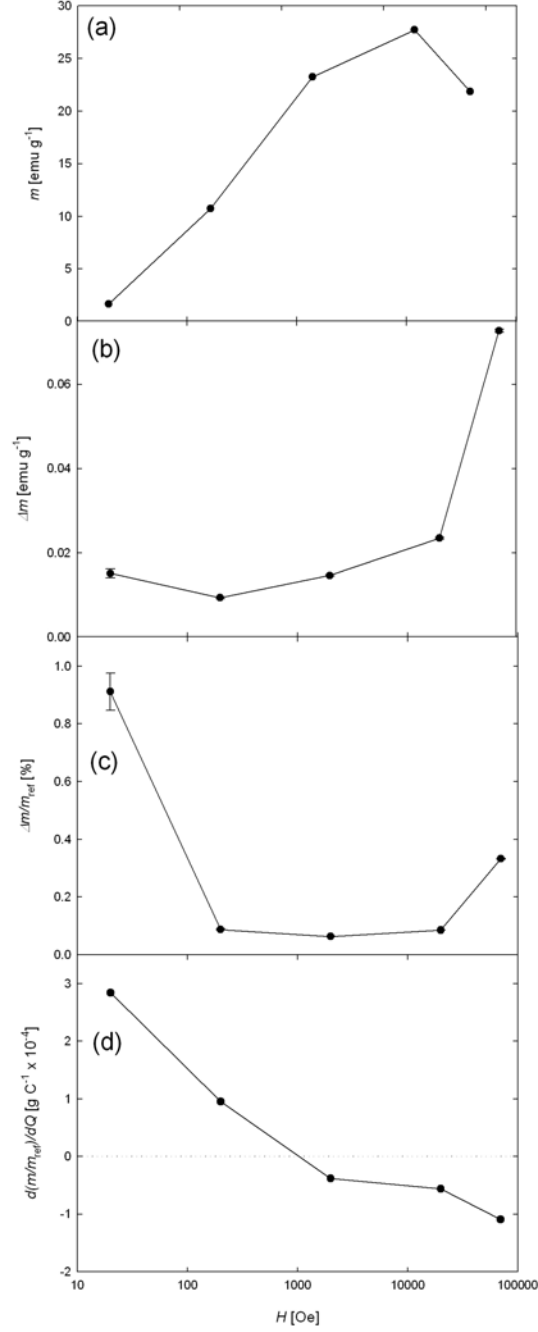 (a)
30
25
20
15
10
5
0
m [emu g⁻¹]
(b)
0.06
0.04
0.02
0.00
Δm [emu g⁻¹]
(c)
1.0
0.8
0.6
0.4
0.2
0.0
Δm/m_ref [%]
(d)
3
2
1
0
-1
-2
d(m/m_ref)/dQ [g C⁻¹ x 10⁻⁴]
10 100 1000 10000 100000
H [Oe]